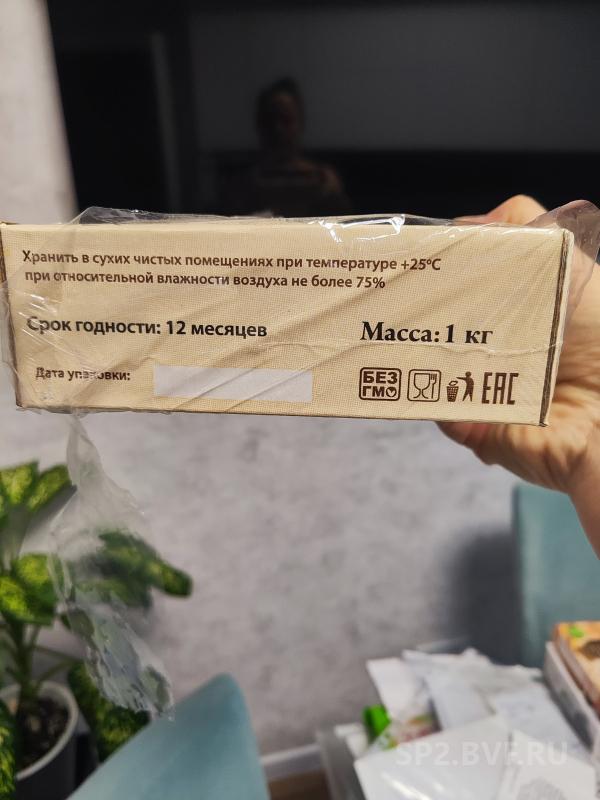 Хранить в сухих чистых помещениях при температуре +25°С
при относительной влажности воздуха не более 75%
Срок годности: 12 месяцев
Масса: 1 кг
Дата упаковки:
БЕЗ
ГМО
ЕАС
SP2.BVF.RU